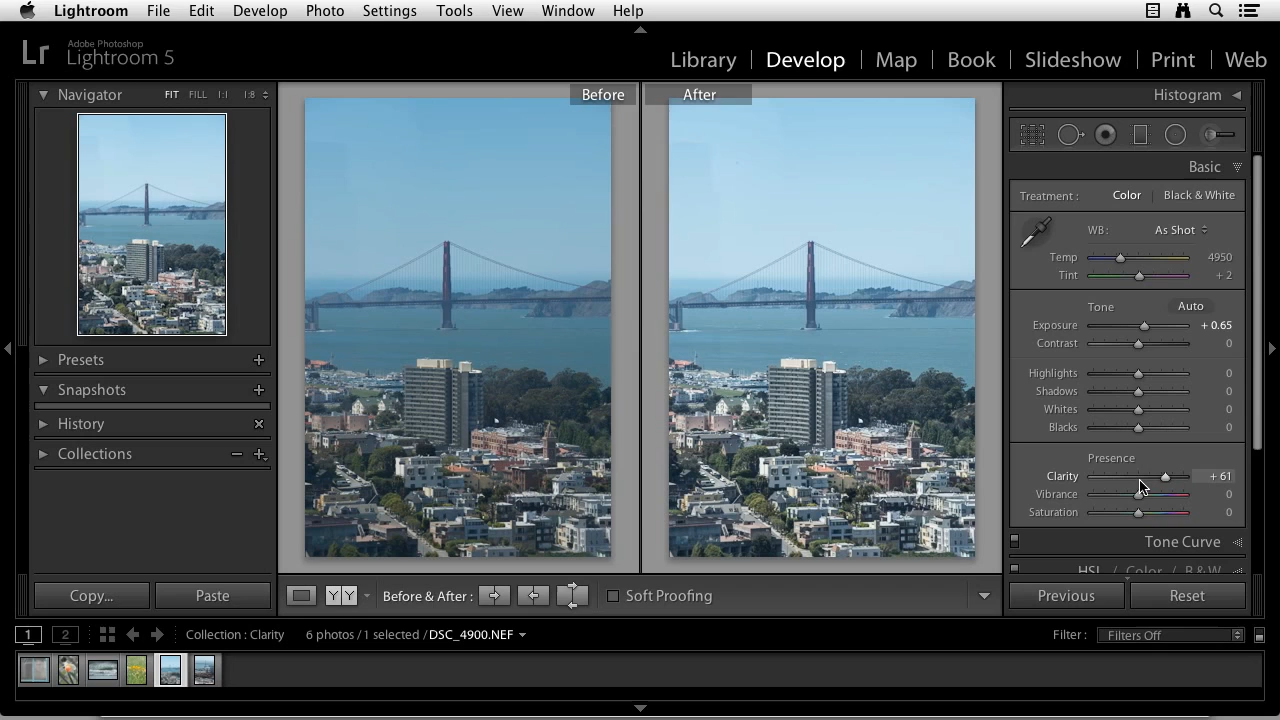 Lightroom File Edit Develop Photo Settings Tools View Window Help
Lr Adobe Photoshop Lightroom 5
Library | Develop | Map | Book | Slideshow | Print | Web
Navigator FIT FILL 1:1 1:8
Before
After
Histogram
Basic
Treatment : Color | Black & White
WB: As Shot
Temp 4950
Tint + 2
Tone Auto
Exposure + 0.65
Contrast 0
Highlights 0
Shadows 0
Whites 0
Blacks 0
Presence
Clarity + 61
Vibrance 0
Saturation 0
Tone Curve
HSL / Color / B & W
Presets +
Snapshots +
History ×
Collections − +
Copy... Paste
YY Before & After : Soft Proofing
Previous Reset
1 2 Collection : Clarity 6 photos / 1 selected / DSC_4900.NEF
Filter : Filters Off